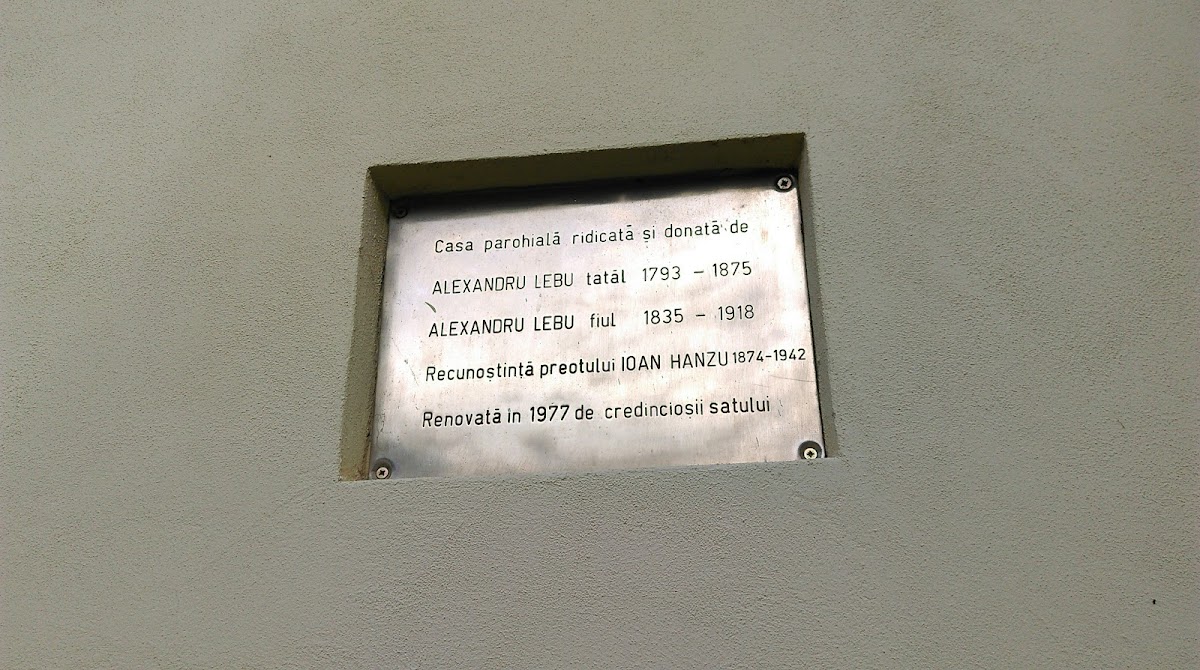 Casa parohială ridicată și donată de
ALEXANDRU LEBU tatăl 1793 - 1875
ALEXANDRU LEBU fiul 1835 - 1918
Recunoștință preotului IOAN HANZU 1874-1942
Renovată in 1977 de credincioșii satului